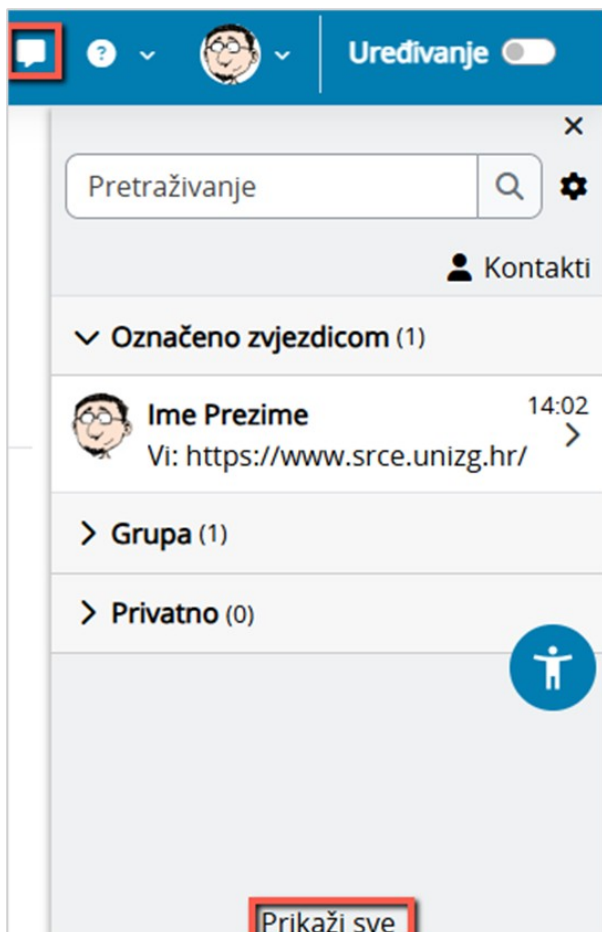 Uređivanje
Pretraživanje
Kontakti
Označeno zvjezdicom (1)
Ime Prezime 14:02
Vi: https://www.srce.unizg.hr/
Grupa (1)
Privatno (0)
Prikaži sve